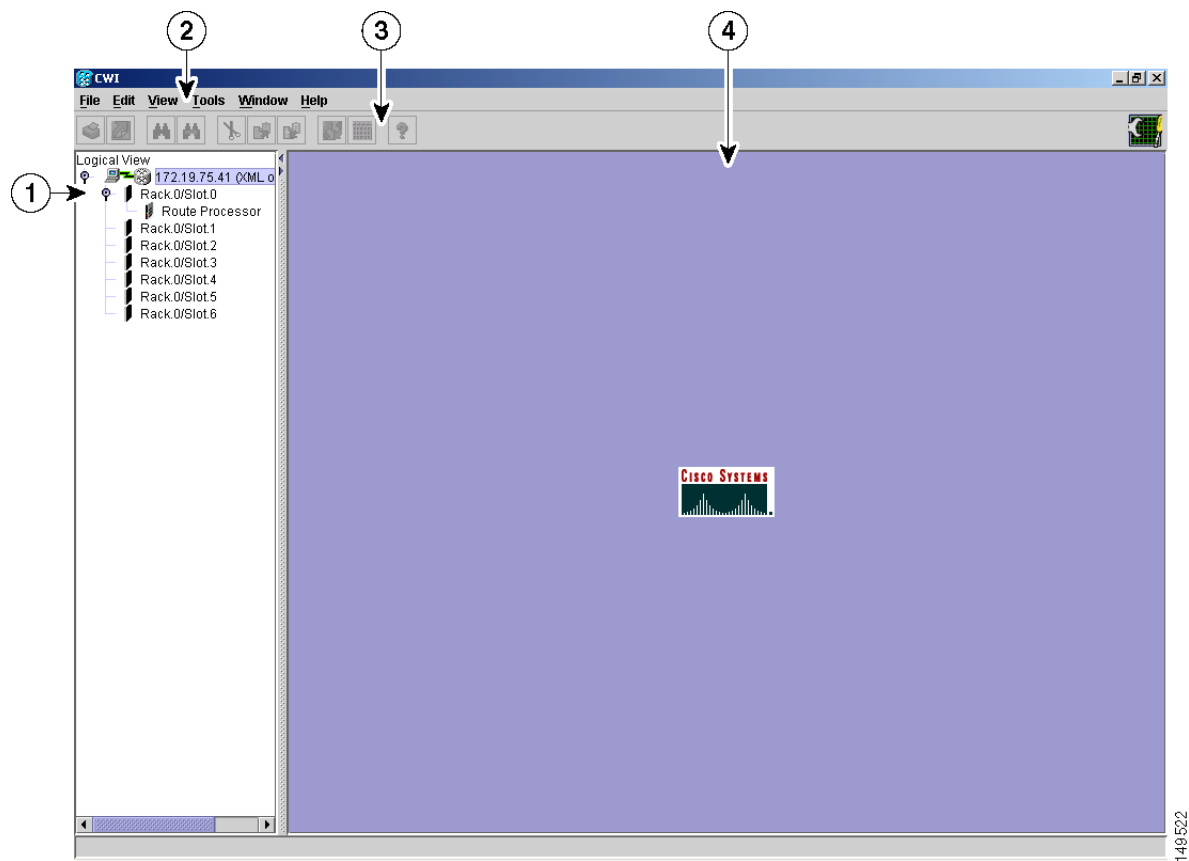 2
3
4
CWI
File Edit View Tools Window Help
Logical View
172.19.75.41 (XML o
1
Rack.0/Slot.0
Route Processor
Rack.0/Slot.1
Rack.0/Slot.2
Rack.0/Slot.3
Rack.0/Slot.4
Rack.0/Slot.5
Rack.0/Slot.6
CISCO SYSTEMS
149522